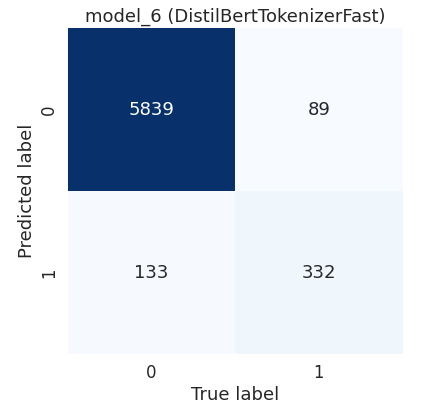 model_6 (DistilBertTokenizerFast)
Predicted label
0
5839 89
1
133 332
0 1
True label